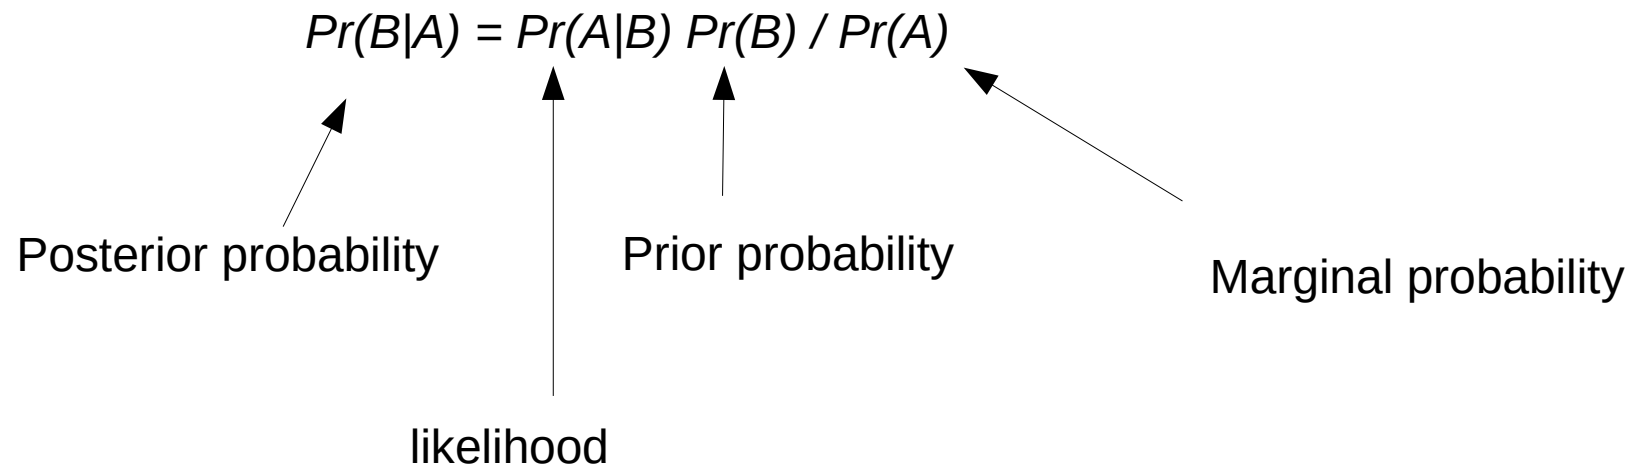 Pr(B|A) = Pr(A|B) Pr(B) / Pr(A)
Posterior probability
Prior probability
Marginal probability
likelihood